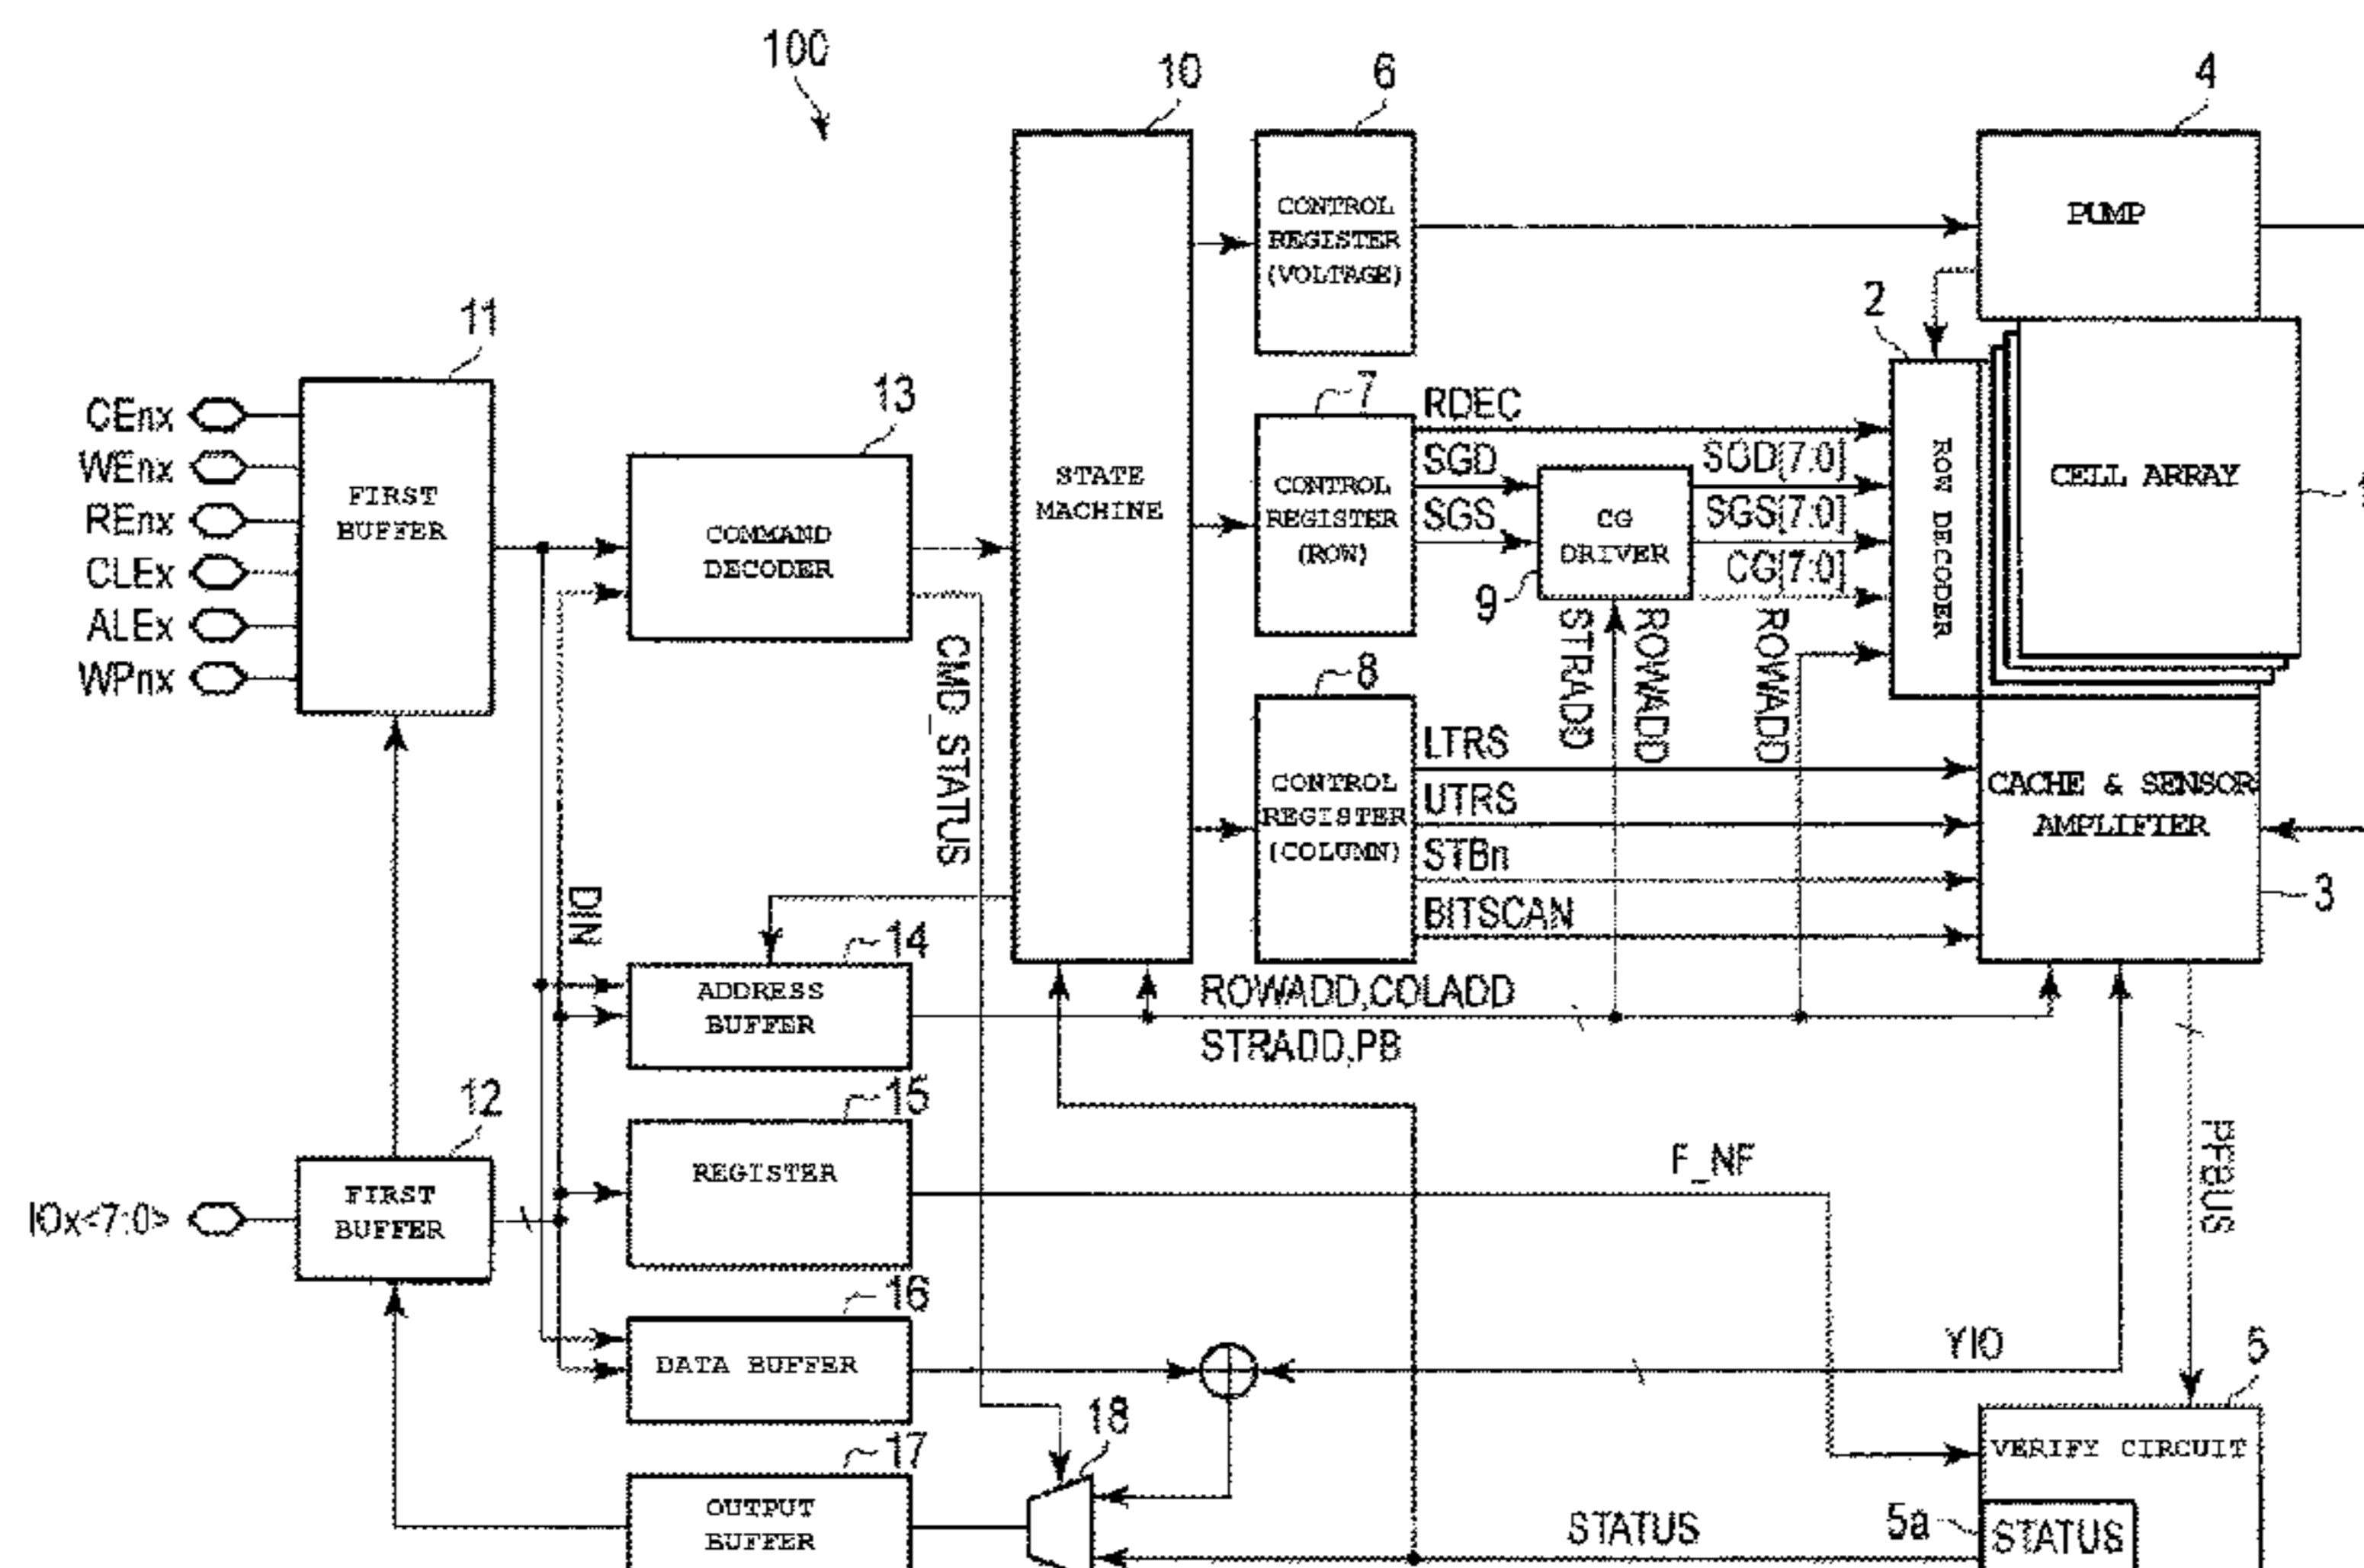 100
10
6
4
CONTROL
REGISTER
(VOLTAGE)
PUMP
2
11
13
7
RDEC
CEnx
WEnx
REnx
CLEx
ALEx
WPnx
FIRST
BUFFER
COMMAND
DECODER
STATE
MACHINE
CONTROL
REGISTER
(ROW)
SGD
SGS
CG
DRIVER
9
SGD[7:0]
SGS[7:0]
CG[7:0]
ROW DECODER
CELL ARRAY
STRADD
ROWADD
ROWADD
CMD_STATUS
8
CONTROL
REGISTER
(COLUMN)
LTRS
UTRS
STBn
BITSCAN
CACHE & SENSOR
AMPLIFTER
3
DIN
14
ADDRESS
BUFFER
ROWADD,COLADD
STRADD,PB
12
15
IOx<7:0>
FIRST
BUFFER
REGISTER
F_NF
PFBUS
16
DATA BUFFER
YIO
5
18
17
OUTPUT
BUFFER
VERIFY CIRCUIT
STATUS
5a
STATUS